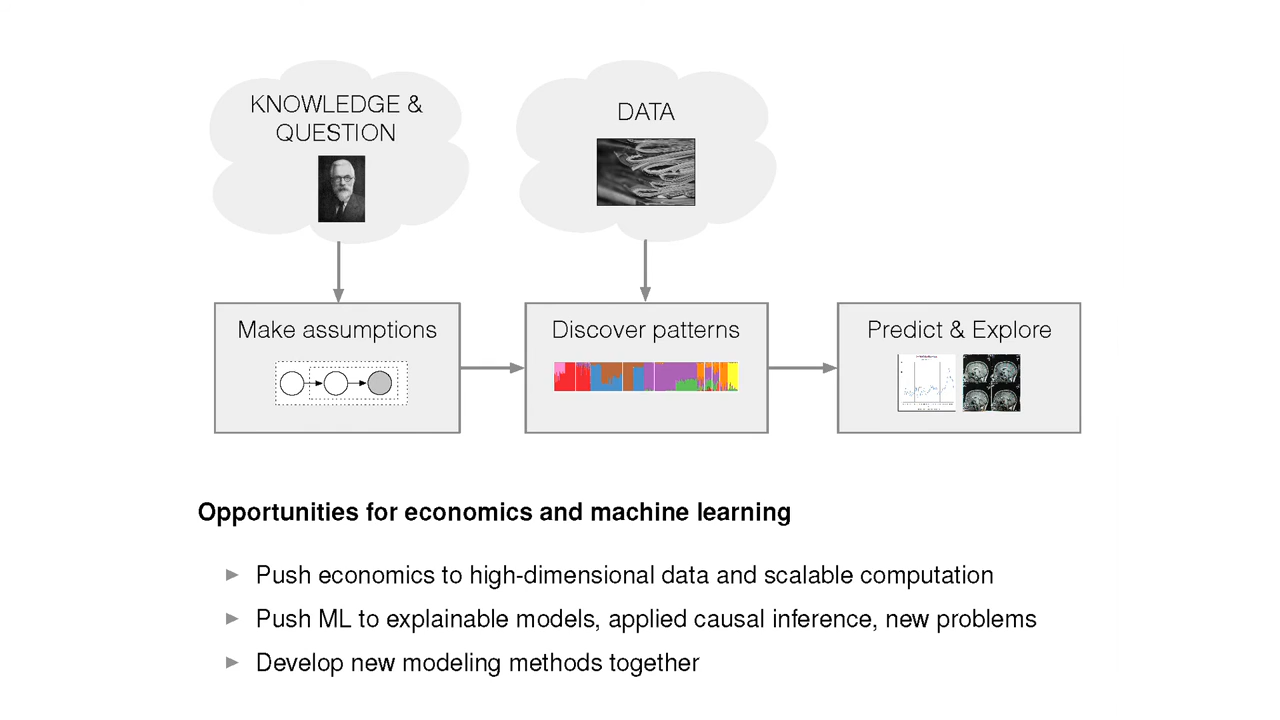 KNOWLEDGE &
QUESTION
DATA
Make assumptions
Discover patterns
Predict & Explore
Opportunities for economics and machine learning
Push economics to high-dimensional data and scalable computation
Push ML to explainable models, applied causal inference, new problems
Develop new modeling methods together